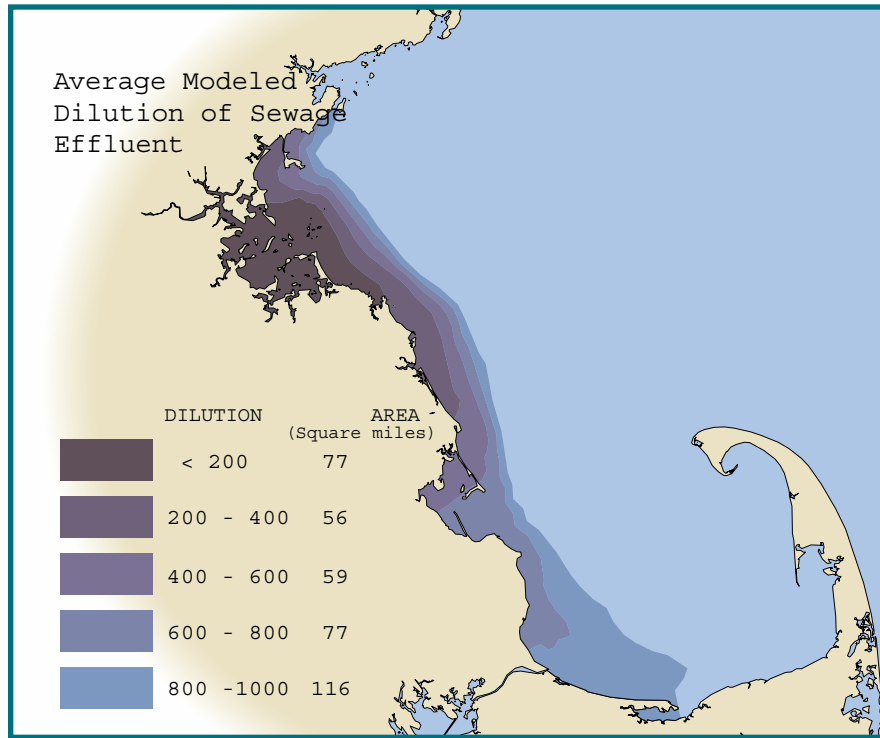 Average Modeled
Dilution of Sewage
Effluent
DILUTION AREA
(Square miles)
< 200 77
200 - 400 56
400 - 600 59
600 - 800 77
800 -1000 116